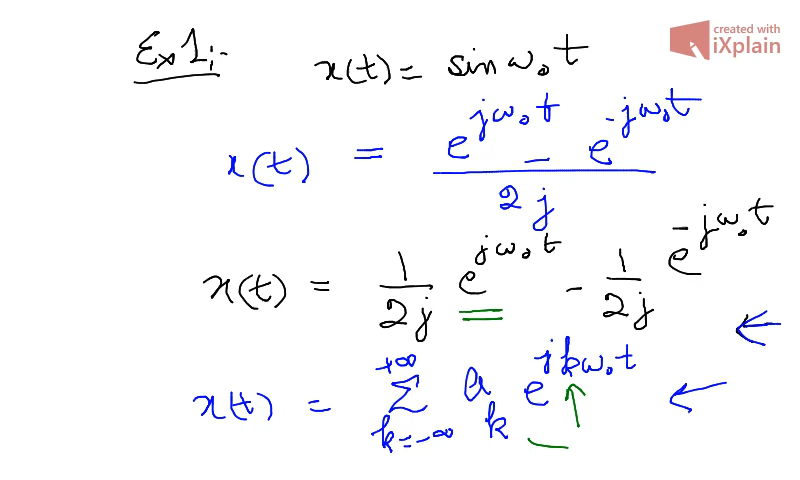 created with
iXplain
Ex 1:- x(t) = sin ω₀t
x(t) = (e^{jω₀t} - e^{-jω₀t}) / 2j
x(t) = 1/2j e^{jω₀t} - 1/2j e^{-jω₀t} ←
x(t) = Σ_{k=-∞}^{+∞} a_k e^{jkω₀t} ←